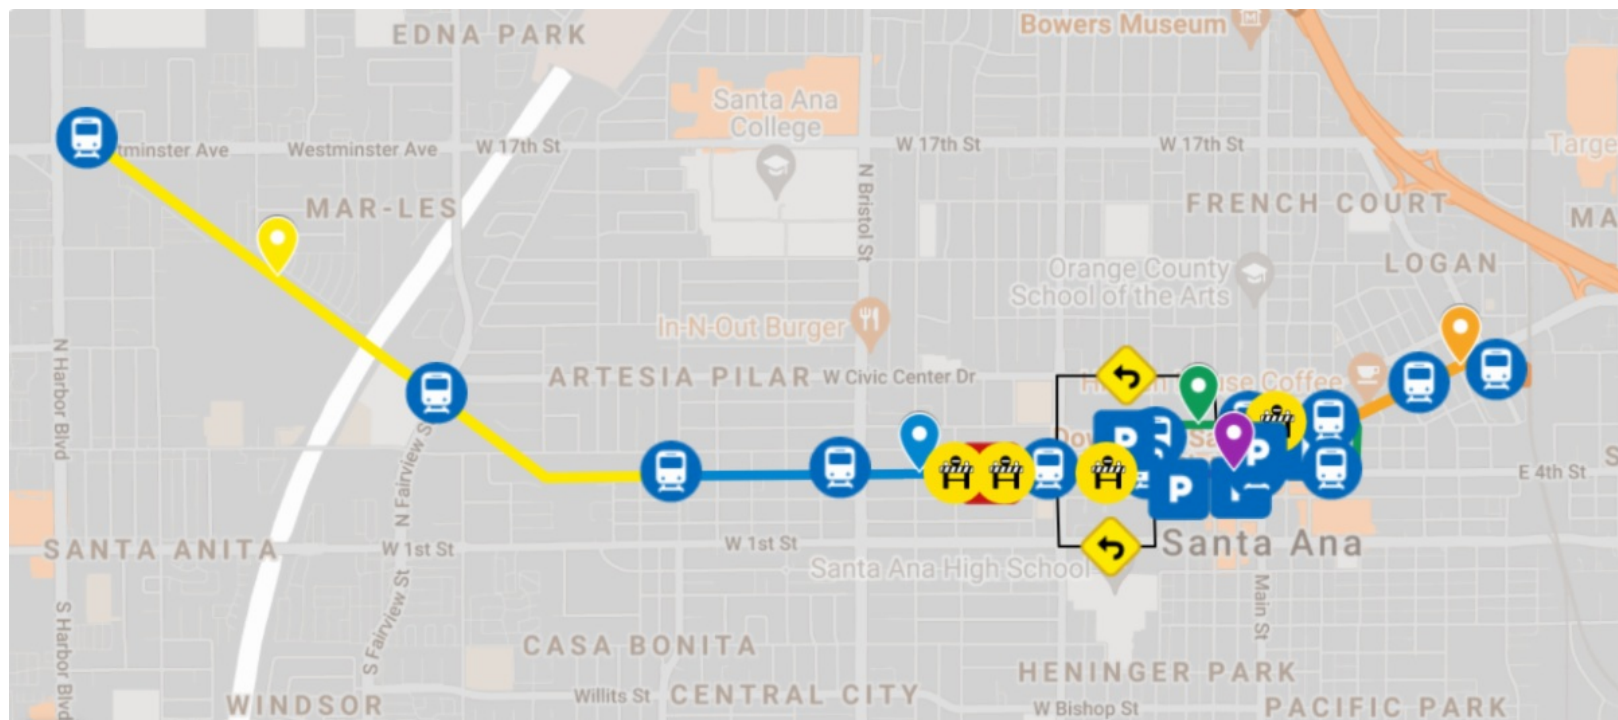 EDNA PARK
Bowers Museum
Santa Ana
College
tminster Ave
Westminster Ave
W 17th St
W 17th St
W 17th St
Targe
N Bristol St
MAR-LES
FRENCH COURT
MA
LOGAN
Orange County
School of the Arts
In-N-Out Burger
N Harbor Blvd
ARTESIA PILAR
W Civic Center Dr
use Coffee
P
P
P
N Fairview S
E 4th St
S
SANTA ANITA
W 1st St
W 1st St
Santa Ana
Santa Ana High School
Main St
S Harbor Blvd
S Fairview St
CASA BONITA
HENINGER PARK
WINDSOR
Willits St
CENTRAL CITY
W Bishop St
PACIFIC PARK